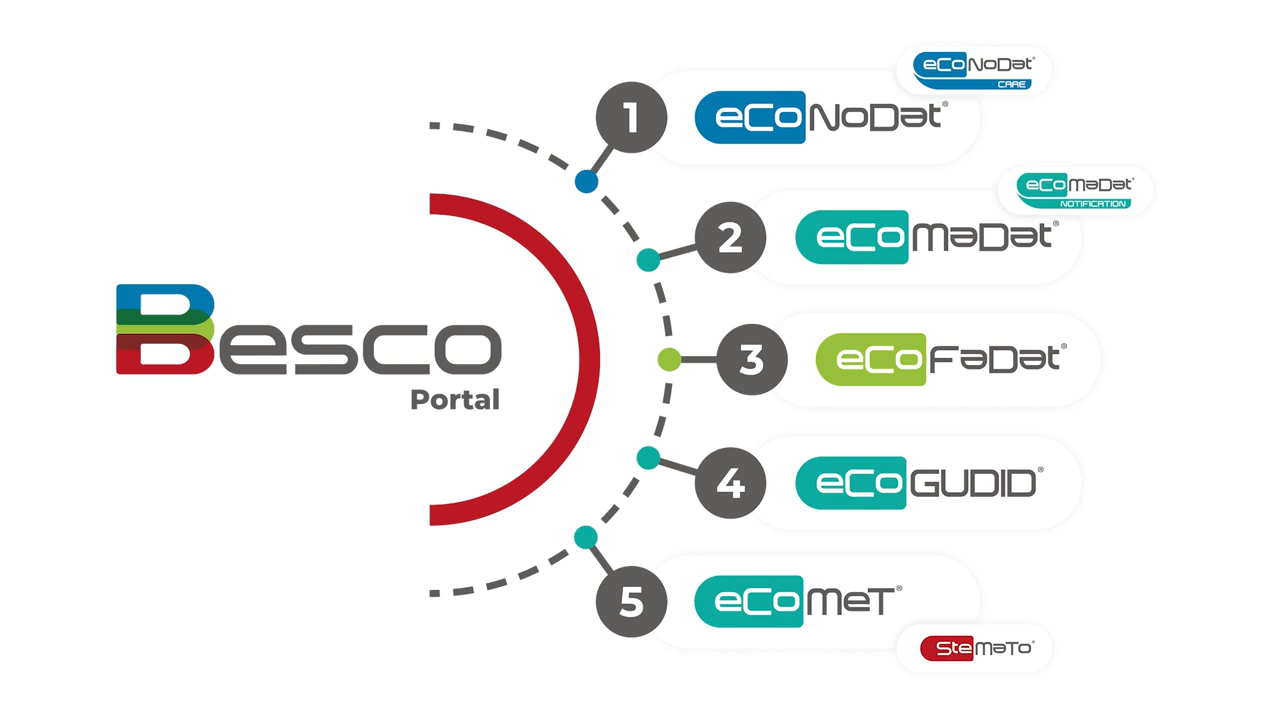 Besco
Portal
1
eCoNoDat®
eCoNoDat®
CARE
2
eCoMaDat®
eCoMaDat®
NOTIFICATION
3
eCoFaDat®
4
eCoGUDID®
5
eCoMeT®
SteMaTo®